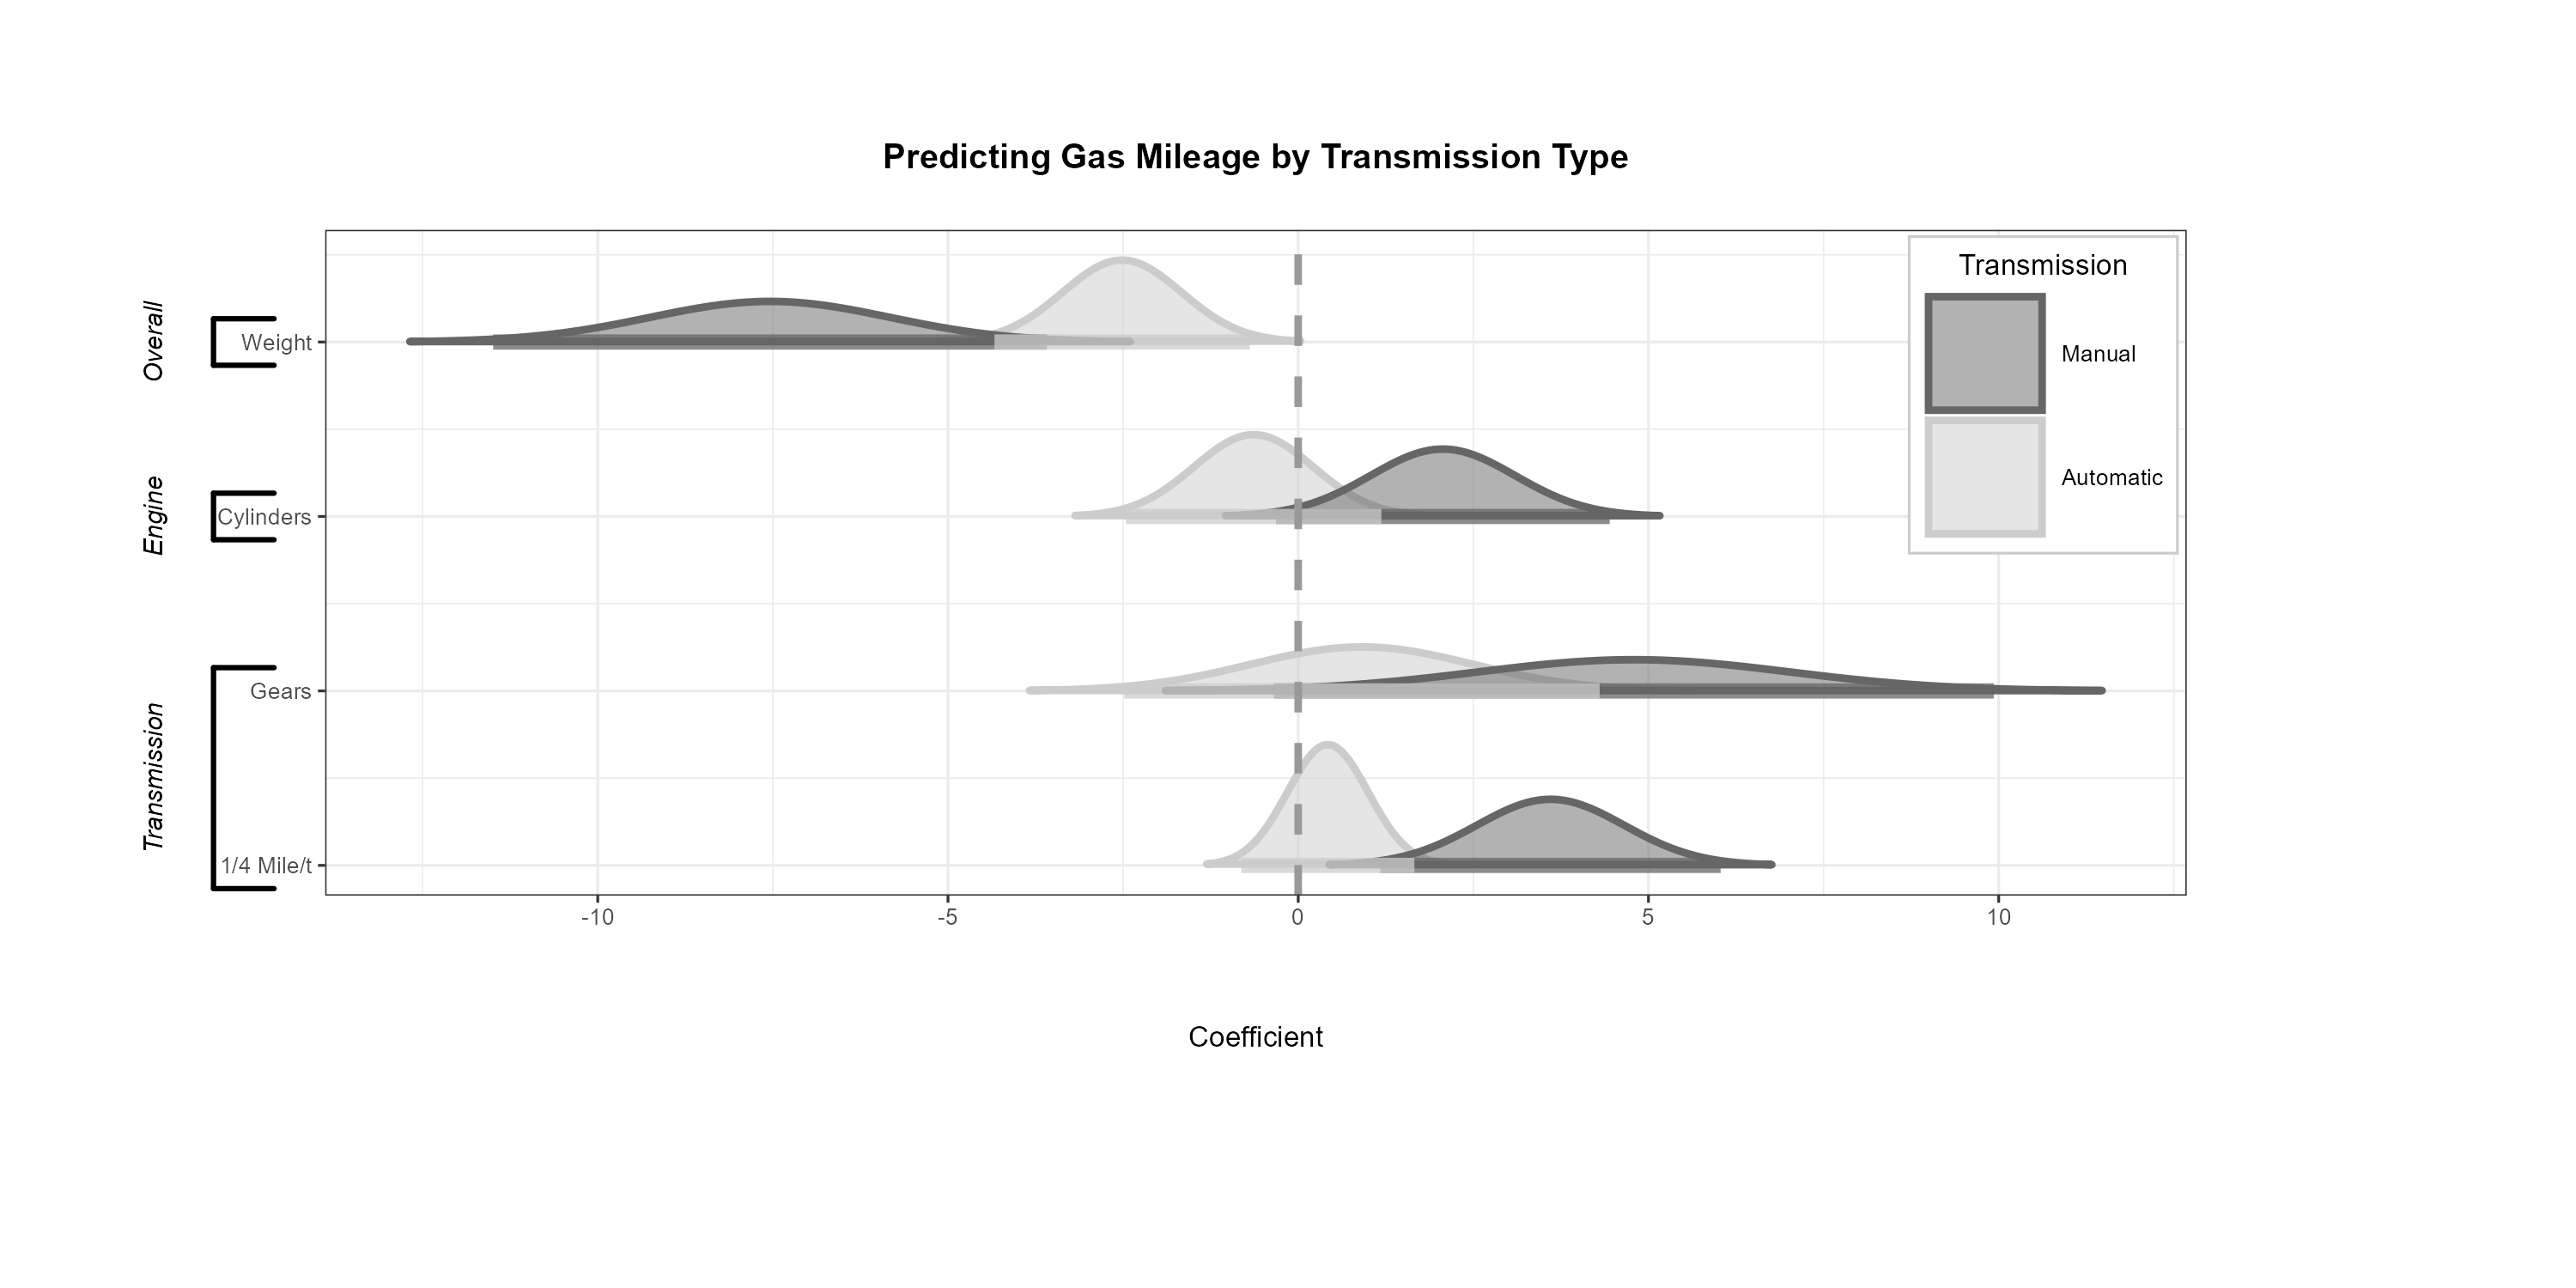 Predicting Gas Mileage by Transmission Type
Overall
Weight
Engine
Cylinders
Transmission
Gears
1/4 Mile/t
Transmission
Manual
Automatic
-10
-5
0
5
10
Coefficient